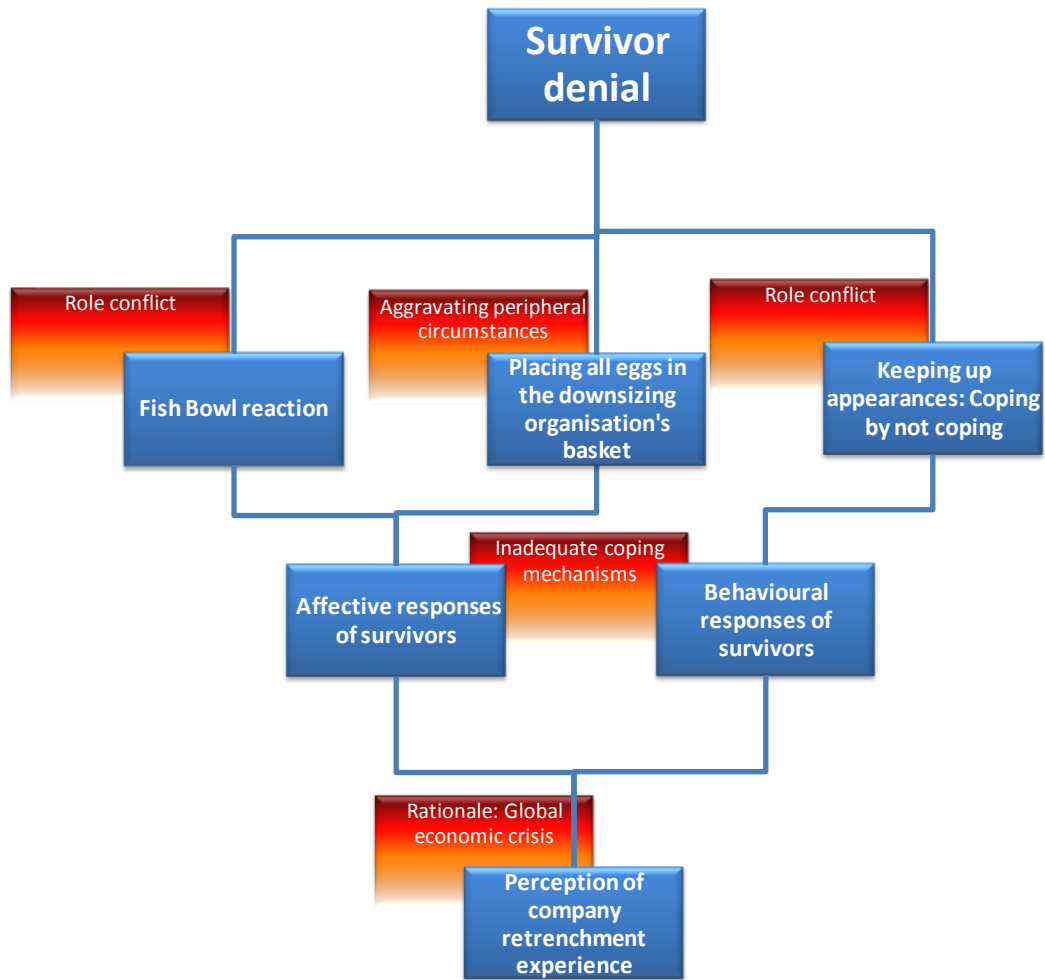 Survivor
denial
Role conflict
Aggravating peripheral
circumstances
Role conflict
Fish Bowl reaction
Placing all eggs in
the downsizing
organisation's
basket
Keeping up
appearances: Coping
by not coping
Inadequate coping
mechanisms
Affective responses
of survivors
Behavioural
responses of
survivors
Rationale: Global
economic crisis
Perception of
company
retrenchment
experience